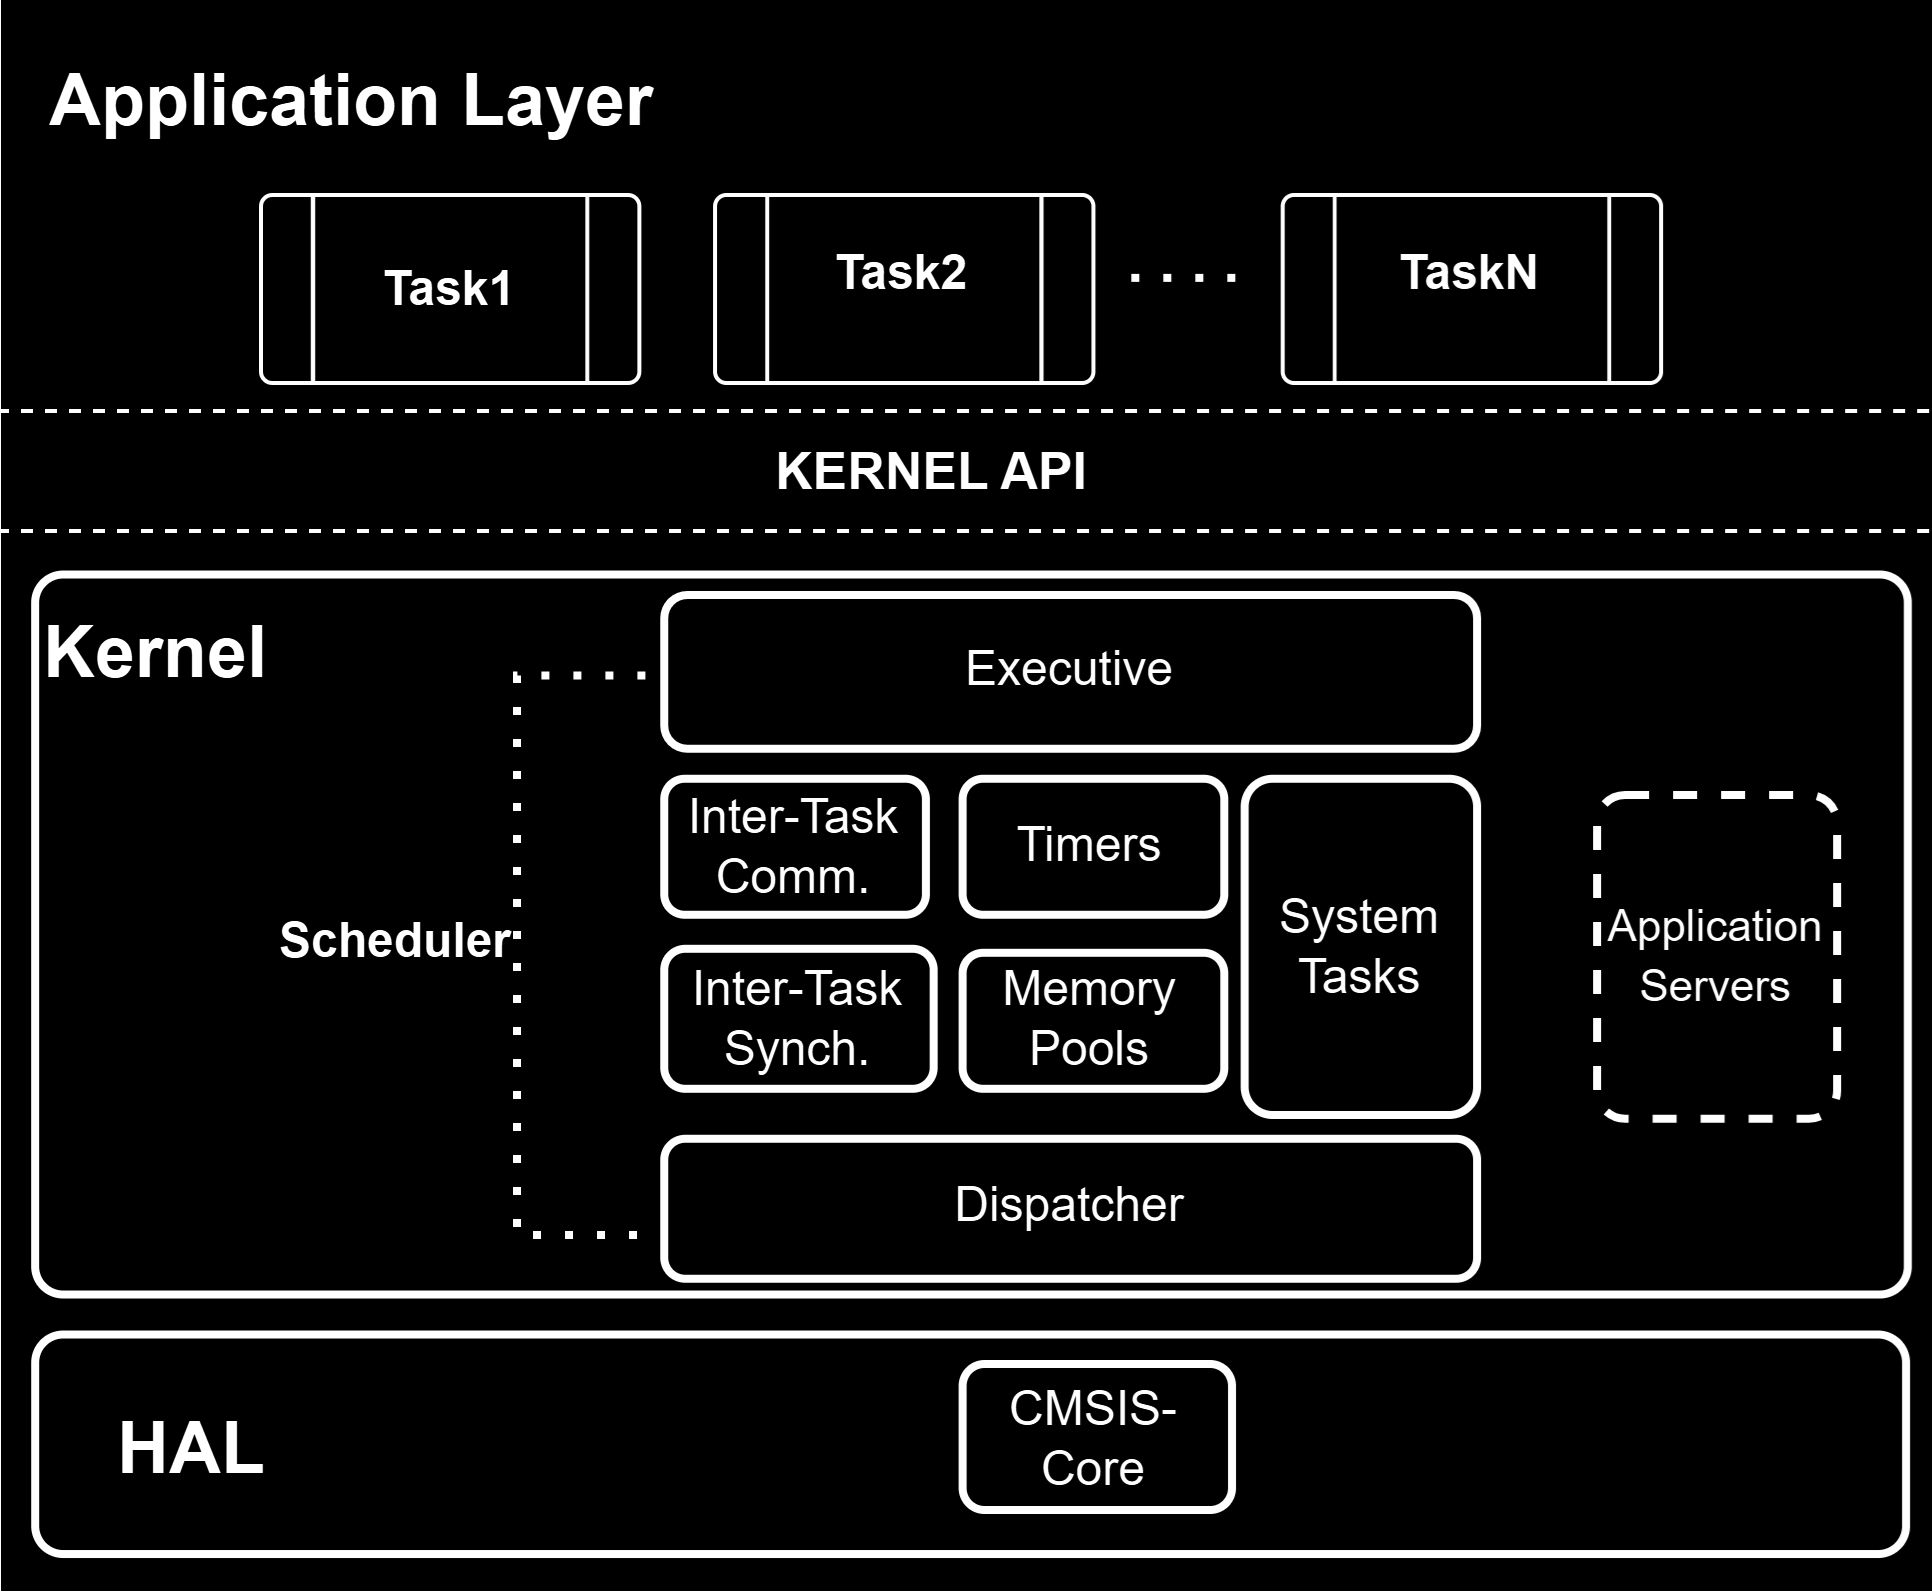 Application Layer
Task1
Task2
. . . .
TaskN
KERNEL API
Kernel
Executive
Scheduler
Inter-Task
Comm.
Timers
System
Tasks
Application
Servers
Inter-Task
Synch.
Memory
Pools
Dispatcher
HAL
CMSIS-
Core